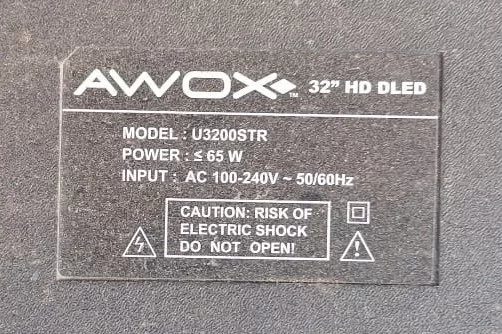 AWOX™ 32” HD DLED
MODEL : U3200STR
POWER : ≤ 65 W
INPUT : AC 100-240V ~ 50/60Hz
CAUTION: RISK OF
ELECTRIC SHOCK
DO NOT OPEN!